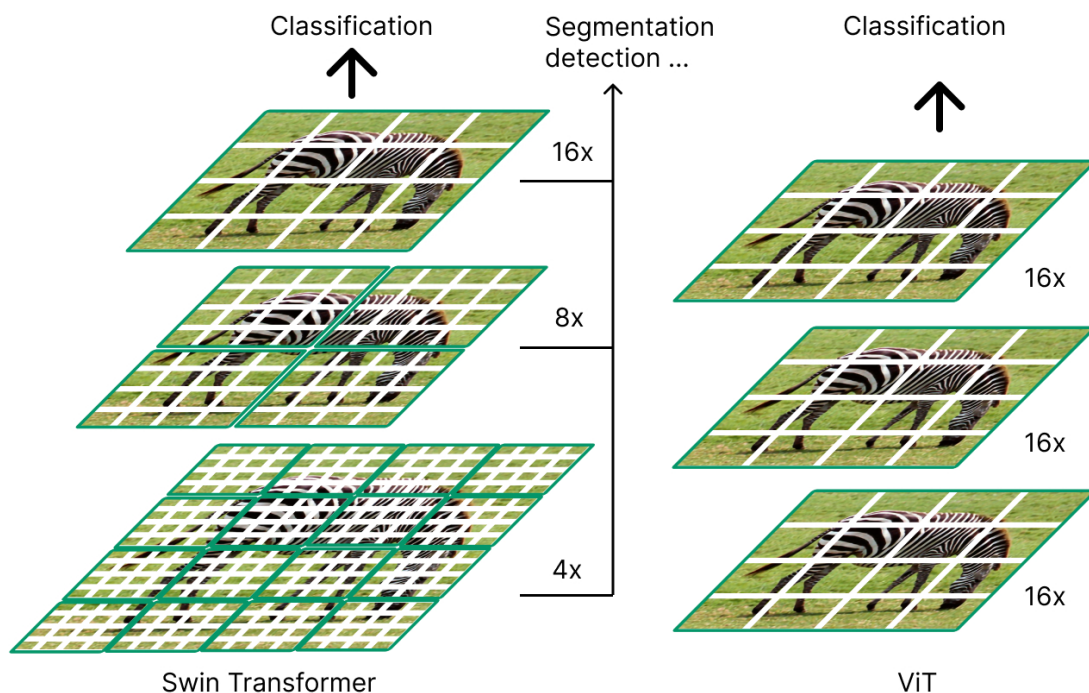 Classification
Segmentation
detection ...
Classification
16x
8x
4x
16x
16x
16x
Swin Transformer
ViT